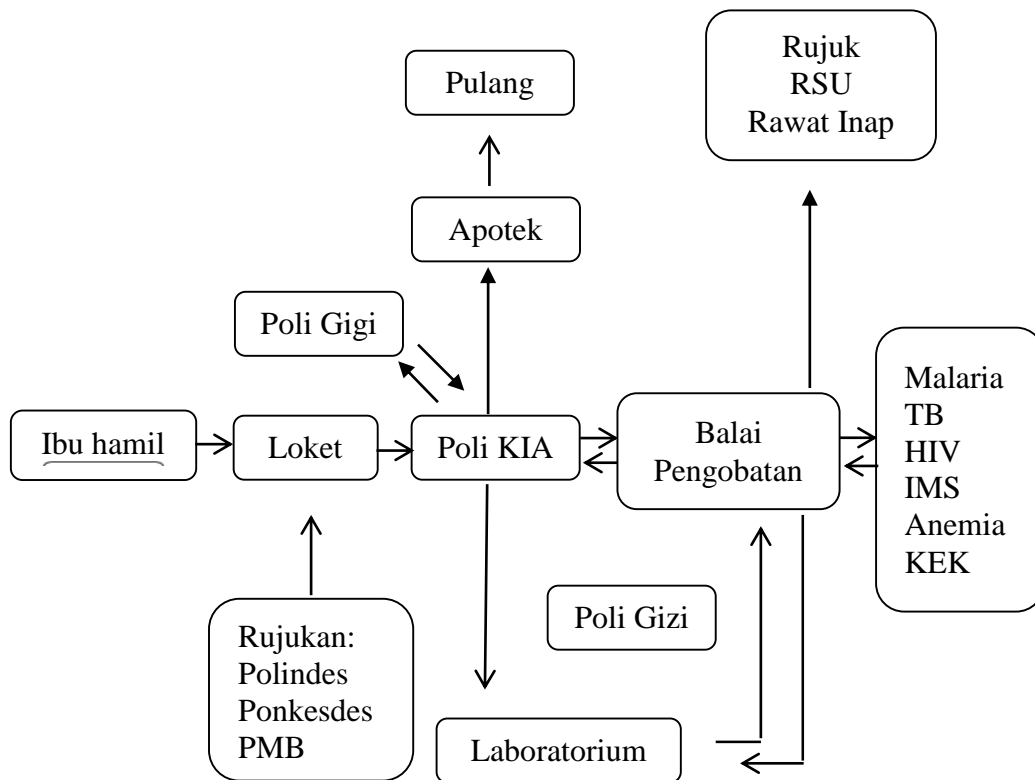 Rujuk
RSU
Rawat Inap
Pulang
Apotek
Poli Gigi
Ibu hamil
Loket
Poli KIA
Balai
Pengobatan
Malaria
TB
HIV
IMS
Anemia
KEK
Poli Gizi
Rujukan:
Polindes
Ponkesdes
PMB
Laboratorium